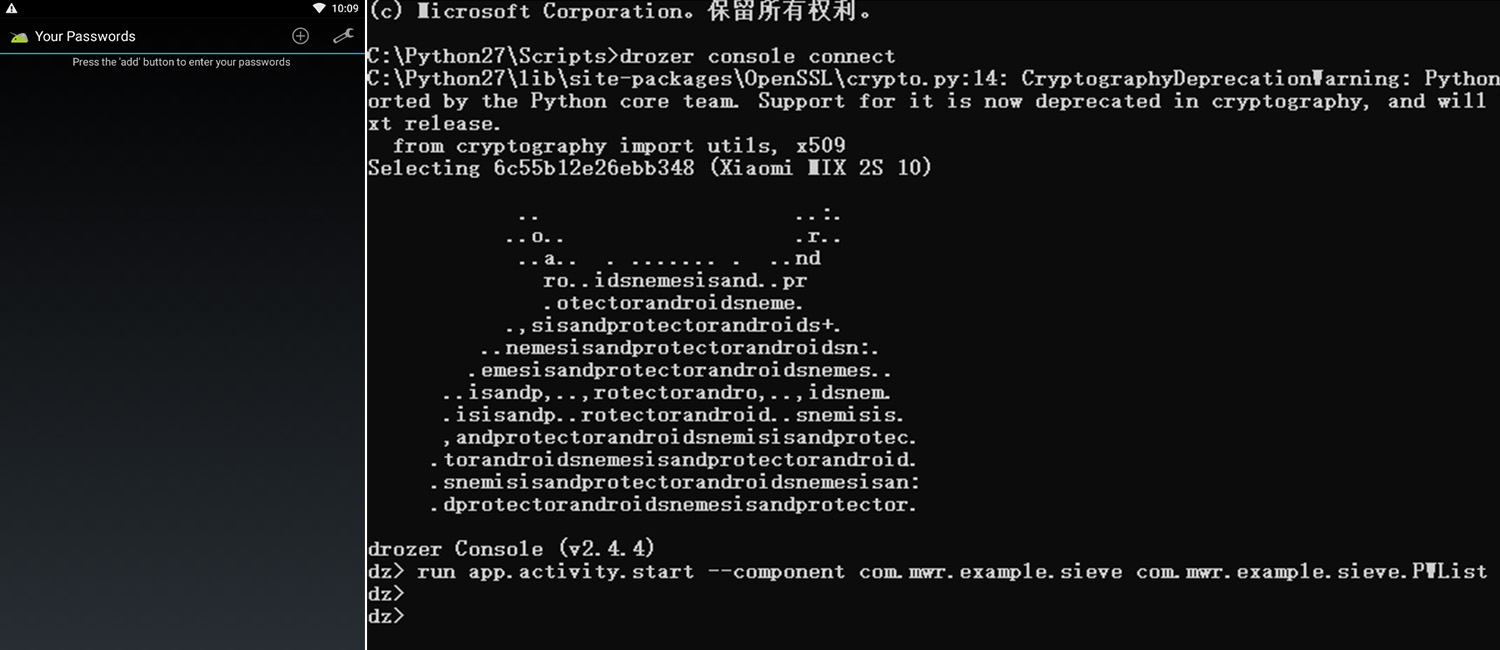 10:09
Your Passwords
Press the 'add' button to enter your passwords
(c) Microsoft Corporation。保留所有权利。
C:\Python27\Scripts>drozer console connect
C:\Python27\lib\site-packages\OpenSSL\crypto.py:14: CryptographyDeprecationWarning: Python
orted by the Python core team. Support for it is now deprecated in cryptography, and will
xt release.
  from cryptography import utils, x509
Selecting 6c55b12e26ebb348 (Xiaomi MIX 2S 10)
            ..                    ..:.
           ..o..                  .r..
            ..a..  . ....... .  ..nd
              ro..idsnemesisand..pr
              .otectorandroidsneme.
           .,sisandprotectorandroids+.
         ..nemesisandprotectorandroidsn:.
        .emesisandprotectorandroidsnemes..
      ..isandp,..,rotectorandro,..,idsnem.
      .isisandp..rotectorandroid..snemisis.
      ,andprotectorandroidsnemisisandprotec.
     .torandroidsnemesisandprotectorandroid.
     .snemisisandprotectorandroidsnemesisan:
     .dprotectorandroidsnemesisandprotector.
drozer Console (v2.4.4)
dz> run app.activity.start --component com.mwr.example.sieve com.mwr.example.sieve.PWList
dz>
dz>